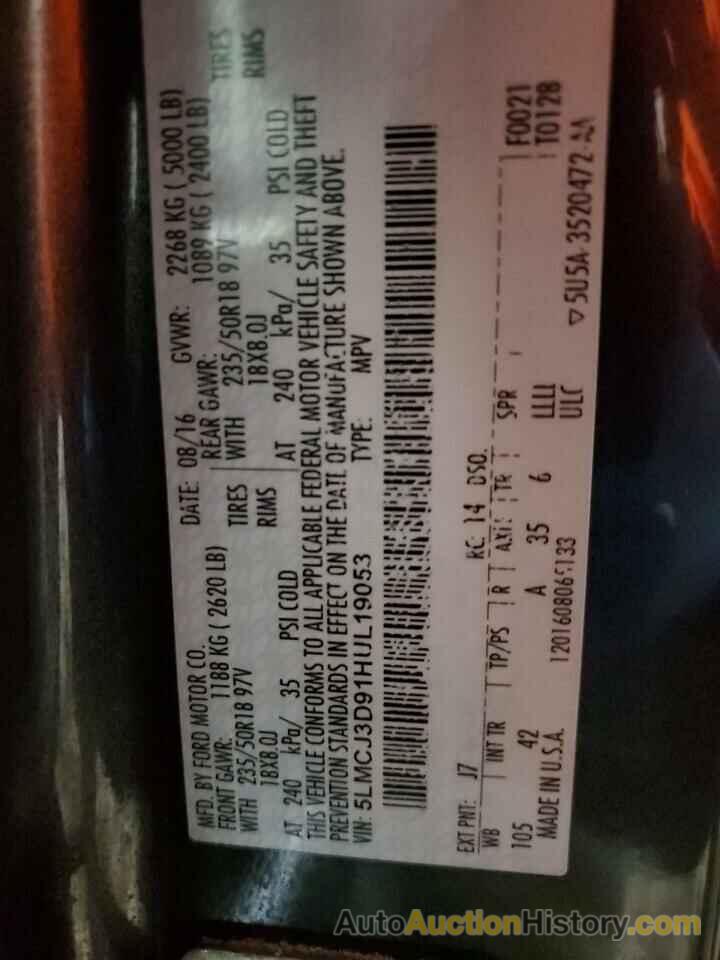 MFD. BY FORD MOTOR CO.
DATE: 08/16 GVWR: 2268 KG ( 5000 LB)
FRONT GAWR: 1188 KG ( 2620 LB) REAR GAWR: 1089 KG ( 2400 LB)
WITH 235/50R18 97V TIRES WITH 235/50R18 97V TIRES
18X8.0J RIMS 18X8.0J RIMS
AT 240 kPa/ 35 PSI COLD AT 240 kPa/ 35 PSI COLD
THIS VEHICLE CONFORMS TO ALL APPLICABLE FEDERAL MOTOR VEHICLE SAFETY AND THEFT
PREVENTION STANDARDS IN EFFECT ON THE DATE OF MANUFACTURE SHOWN ABOVE.
VIN: 5LMCJ3D91HUL19053 TYPE: MPV
F0021
T0128
EXT PNT: J7 RC: 14 DSO:
WB INT TR TP/PS R AXLE TR SPR
105 42 A 35 6 LLLL
MADE IN U.S.A. ULC
▽5U5A-3520472-AA
AutoAuctionHistory.com